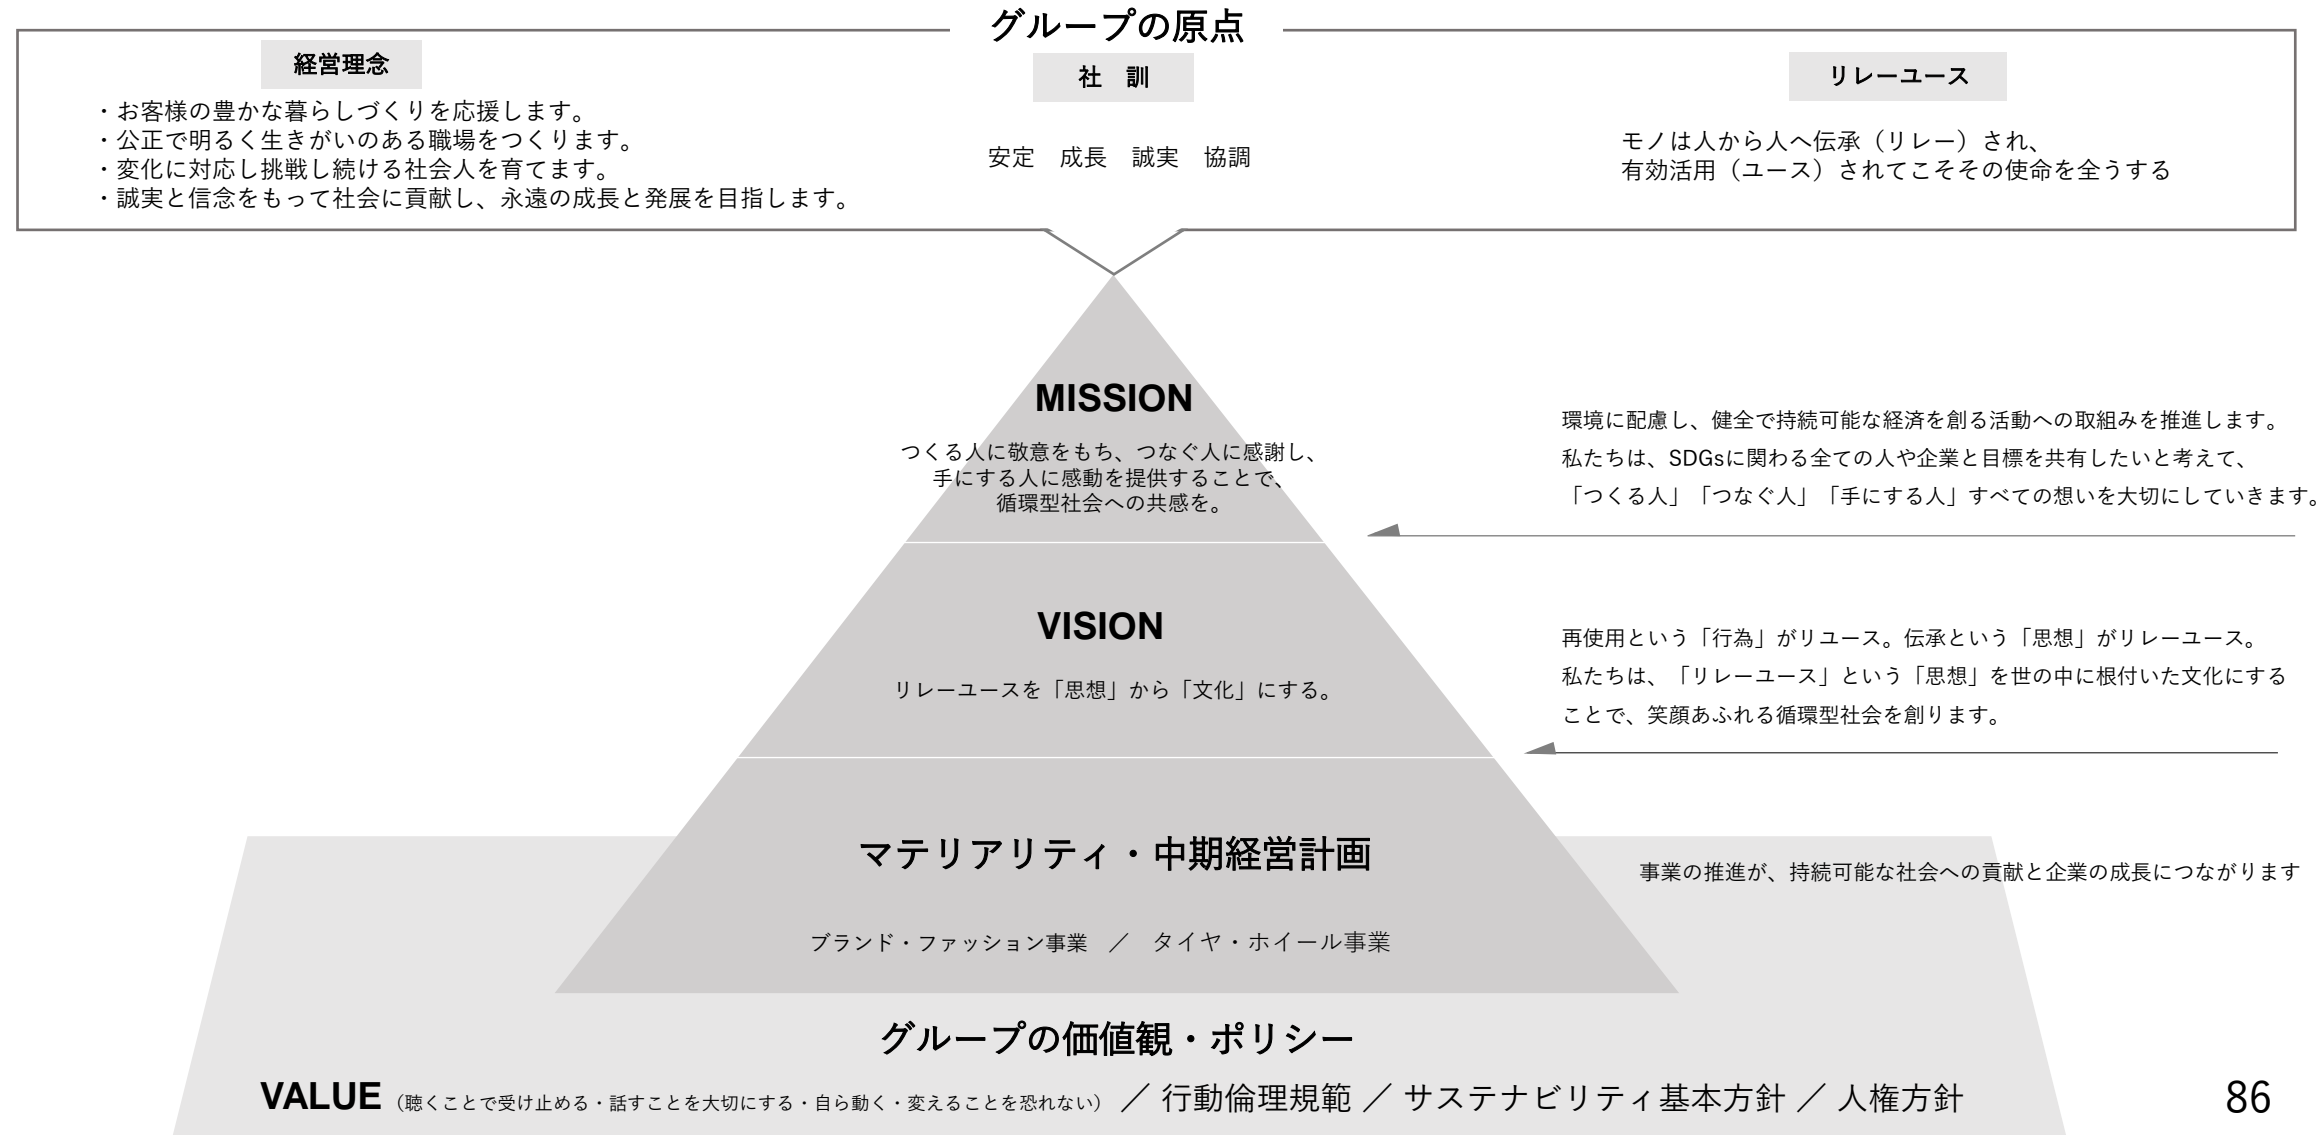 グループの原点
経営理念
・お客様の豊かな暮らしづくりを応援します。
・公正で明るく生きがいのある職場をつくります。
・変化に対応し挑戦し続ける社会人を育てます。
・誠実と信念をもって社会に貢献し、永遠の成長と発展を目指します。
社　訓
安定　成長　誠実　協調
リレーユース
モノは人から人へ伝承（リレー）され、
有効活用（ユース）されてこそその使命を全うする
MISSION
つくる人に敬意をもち、つなぐ人に感謝し、
手にする人に感動を提供することで、
循環型社会への共感を。
環境に配慮し、健全で持続可能な経済を創る活動への取組みを推進します。
私たちは、SDGsに関わる全ての人や企業と目標を共有したいと考えて、
「つくる人」「つなぐ人」「手にする人」すべての想いを大切にしていきます。
VISION
リレーユースを「思想」から「文化」にする。
再使用という「行為」がリユース。伝承という「思想」がリレーユース。
私たちは、「リレーユース」という「思想」を世の中に根付いた文化にする
ことで、笑顔あふれる循環型社会を創ります。
マテリアリティ・中期経営計画
ブランド・ファッション事業　／　タイヤ・ホイール事業
事業の推進が、持続可能な社会への貢献と企業の成長につながります
グループの価値観・ポリシー
VALUE（聴くことで受け止める・話すことを大切にする・自ら動く・変えることを恐れない）／ 行動倫理規範 ／ サステナビリティ基本方針 ／ 人権方針
86